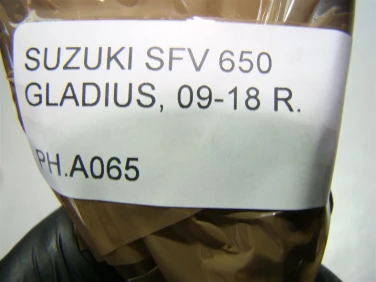 SUZUKI SFV 650
GLADIUS, 09-18 R.
PH.A065